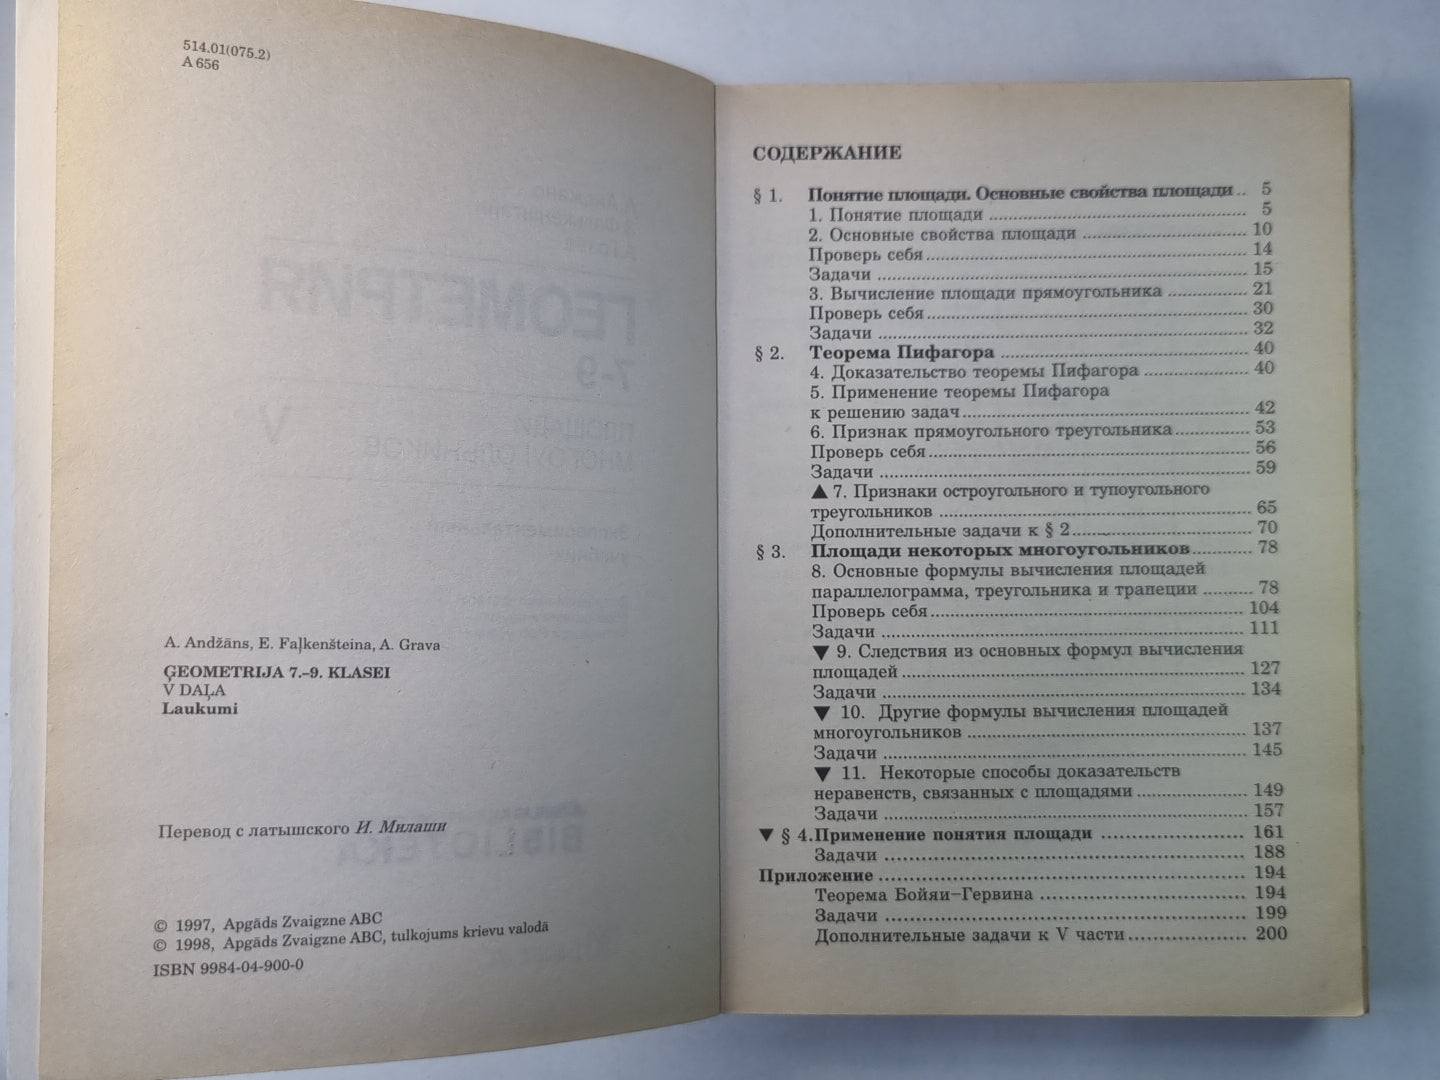 514.01(075.2)
А 656
ГЕОМЕТРИЯ
7-9
ПЛОЩАДИ
МНОГОУГОЛЬНИКОВ
V
A. Andžāns, E. Faļkenšteina, A. Grava
ĢEOMETRIJA 7.–9. KLASEI
V DAĻA
Laukumi
Перевод с латышского И. Милаши
© 1997, Apgāds Zvaigzne ABC
© 1998, Apgāds Zvaigzne ABC, tulkojums krievu valodā
ISBN 9984-04-900-0
СОДЕРЖАНИЕ
§ 1. Понятие площади. Основные свойства площади .. 5
1. Понятие площади ........ 5
2. Основные свойства площади ........ 10
Проверь себя ........ 14
Задачи ........ 15
3. Вычисление площади прямоугольника ........ 21
Проверь себя ........ 30
Задачи ........ 32
§ 2. Теорема Пифагора ........ 40
4. Доказательство теоремы Пифагора ........ 40
5. Применение теоремы Пифагора
к решению задач ........ 42
6. Признак прямоугольного треугольника ........ 53
Проверь себя ........ 56
Задачи ........ 59
▲ 7. Признаки остроугольного и тупоугольного
треугольников ........ 65
Дополнительные задачи к § 2 ........ 70
§ 3. Площади некоторых многоугольников ........ 78
8. Основные формулы вычисления площадей
параллелограмма, треугольника и трапеции ........ 78
Проверь себя ........ 104
Задачи ........ 111
▼ 9. Следствия из основных формул вычисления
площадей ........ 127
Задачи ........ 134
▼ 10. Другие формулы вычисления площадей
многоугольников ........ 137
Задачи ........ 145
▼ 11. Некоторые способы доказательств
неравенств, связанных с площадями ........ 149
Задачи ........ 157
▼ § 4. Применение понятия площади ........ 161
Задачи ........ 188
Приложение ........ 194
Теорема Бойяи–Гервина ........ 194
Задачи ........ 199
Дополнительные задачи к V части ........ 200